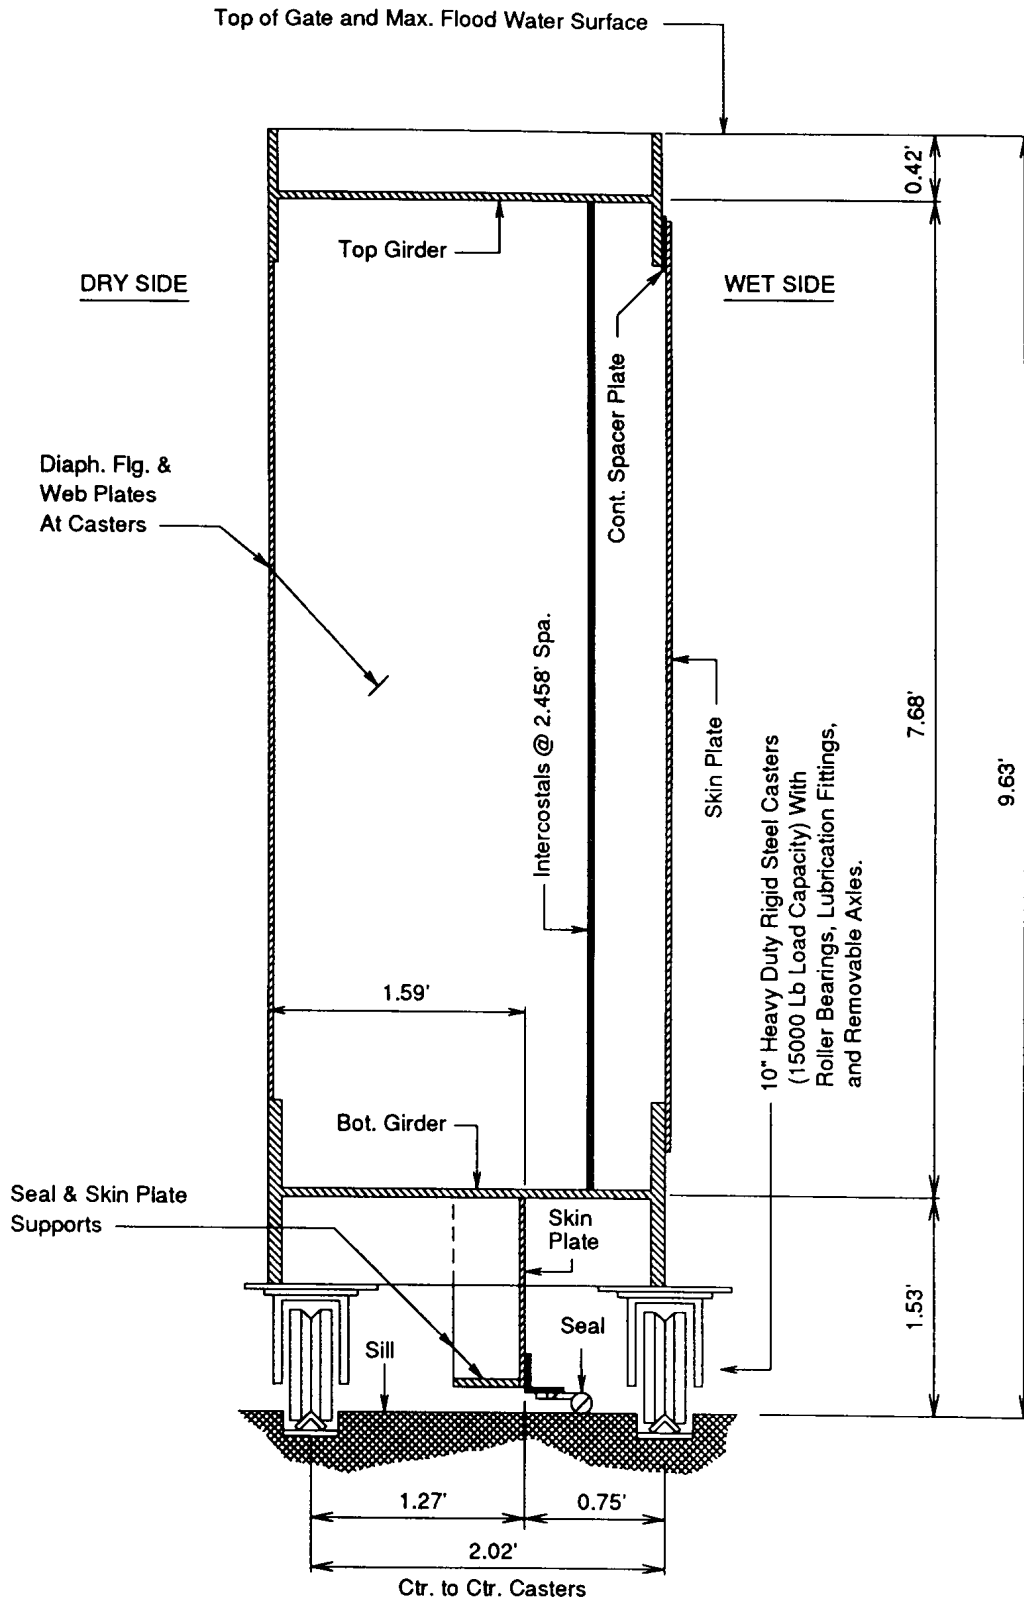 Top of Gate and Max. Flood Water Surface
0.42'
Top Girder
DRY SIDE
WET SIDE
Cont. Spacer Plate
Diaph. Flg. &
Web Plates
At Casters
Intercostals @ 2.458' Spa.
Skin Plate
7.68'
9.63'
10" Heavy Duty Rigid Steel Casters
(15000 Lb Load Capacity) With
Roller Bearings, Lubrication Fittings,
and Removable Axles.
1.59'
Bot. Girder
Seal & Skin Plate
Supports
Skin
Plate
1.53'
Seal
Sill
1.27'
0.75'
2.02'
Ctr. to Ctr. Casters